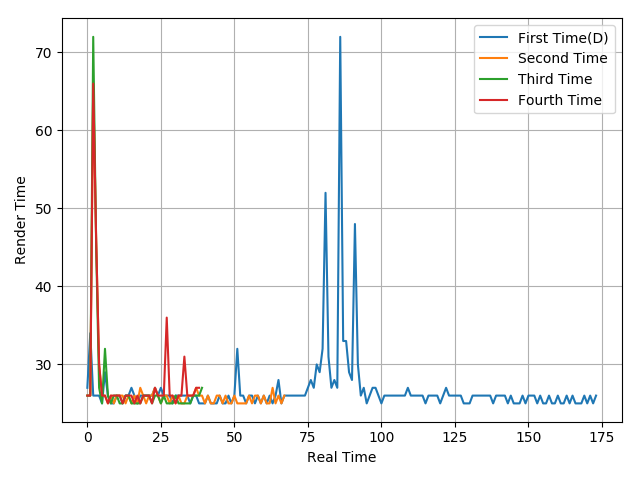 First Time(D)
Second Time
Third Time
Fourth Time
Render Time
70
60
50
40
30
0 25 50 75 100 125 150 175
Real Time